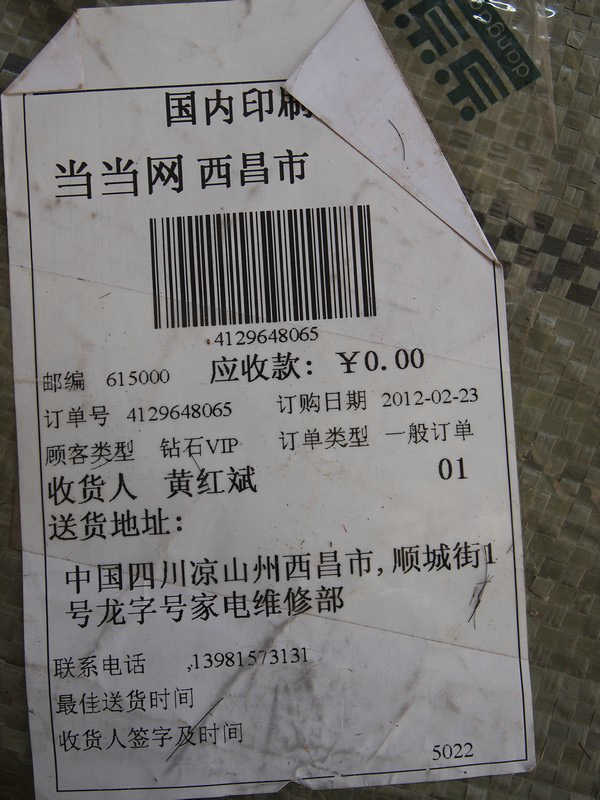 dangd
国内印刷
当当网 西昌市
4129648065
应收款: ￥0.00
邮编 615000
订单号 4129648065 订购日期 2012-02-23
顾客类型 钻石VIP 订单类型 一般订单
收货人 黄红斌 01
送货地址:
中国四川凉山州西昌市, 顺城街1
号龙字号家电维修部
联系电话 ,13981573131
最佳送货时间
收货人签字及时间
5022